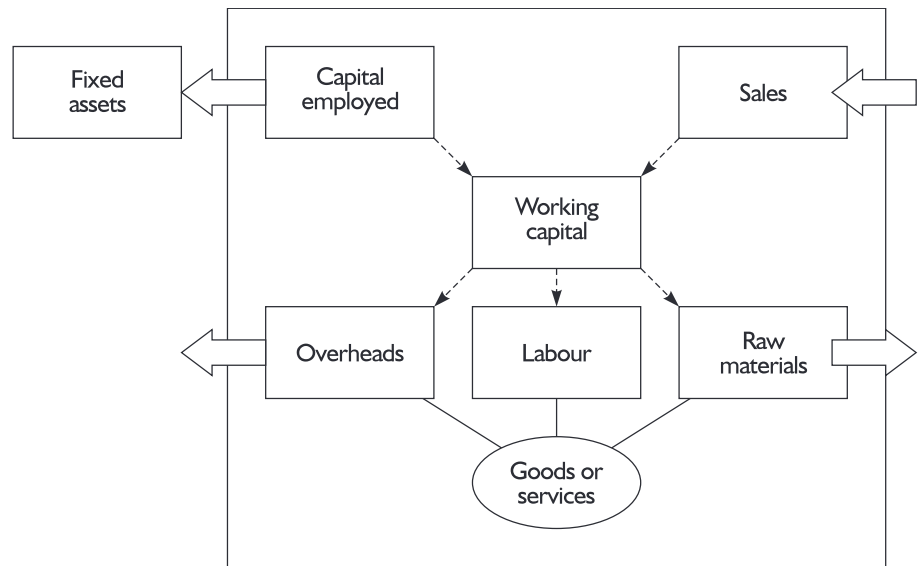 Fixed
assets
Capital
employed
Sales
Working
capital
Overheads
Labour
Raw
materials
Goods or
services